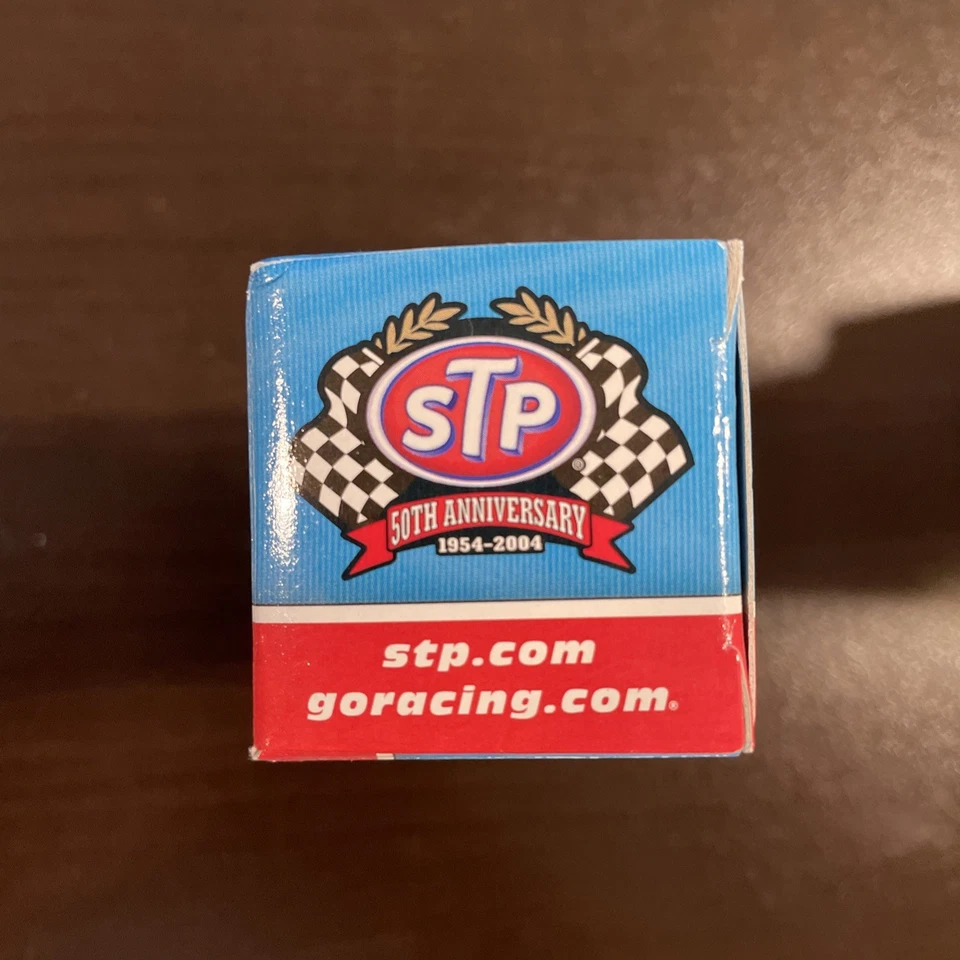 STP
®
50TH ANNIVERSARY
1954-2004
stp.com
goracing.com®